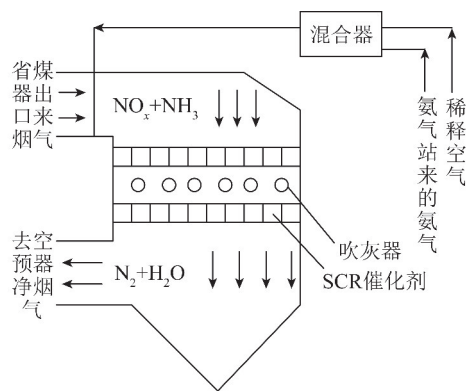 混合器
省煤
器出
口来
烟气
NOₓ+NH₃
氨气站来的氨气
稀释空气
去空
预器
净烟
气
N₂+H₂O
吹灰器
SCR催化剂